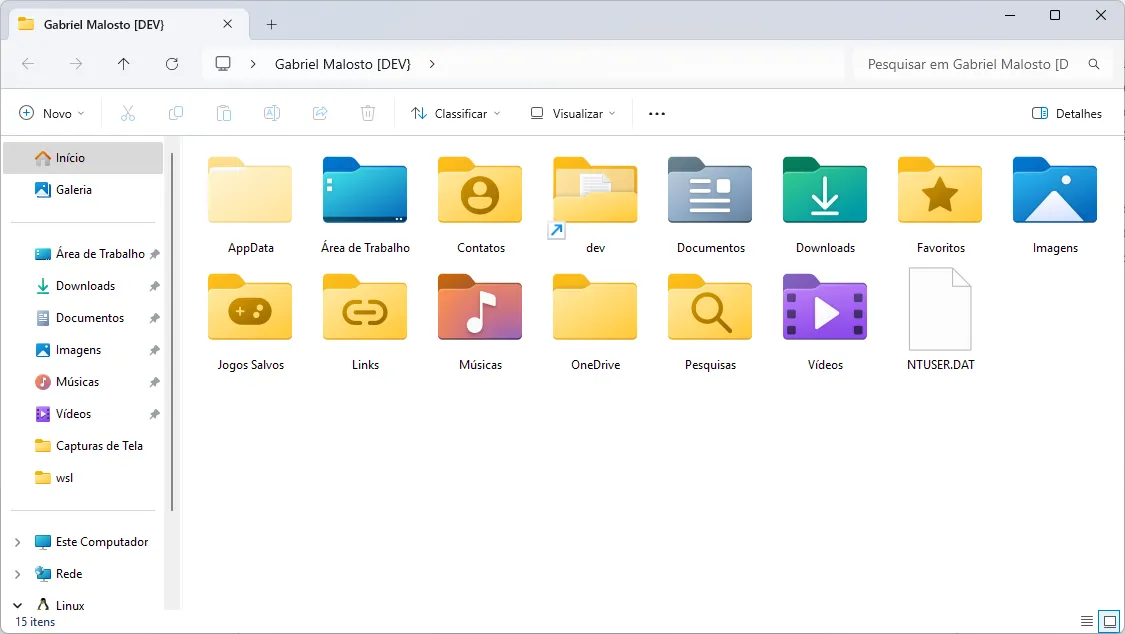 Gabriel Malosto [DEV}
Gabriel Malosto [DEV}
Pesquisar em Gabriel Malosto [D
Novo
Classificar
Visualizar
Detalhes
Início
Galeria
Área de Trabalho
Downloads
Documentos
Imagens
Músicas
Vídeos
Capturas de Tela
wsl
Este Computador
Rede
Linux
AppData
Área de Trabalho
Contatos
dev
Documentos
Downloads
Favoritos
Imagens
Jogos Salvos
Links
Músicas
OneDrive
Pesquisas
Vídeos
NTUSER.DAT
15 itens